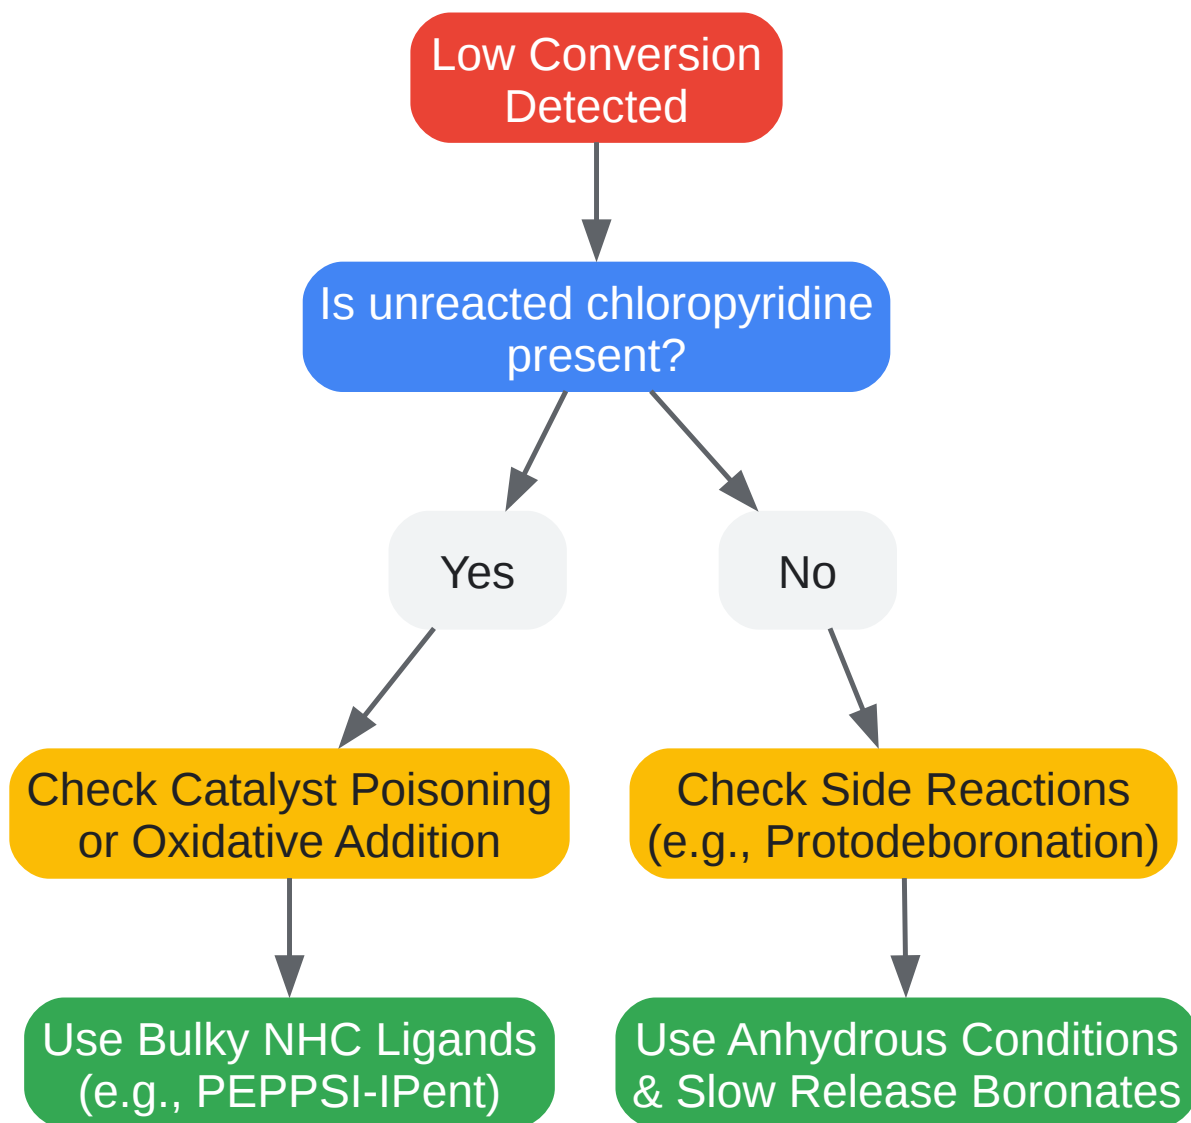 Low Conversion
Detected
Is unreacted chloropyridine
present?
Yes
No
Check Catalyst Poisoning
or Oxidative Addition
Check Side Reactions
(e.g., Protodeboronation)
Use Bulky NHC Ligands
(e.g., PEPPSI-IPent)
Use Anhydrous Conditions
& Slow Release Boronates